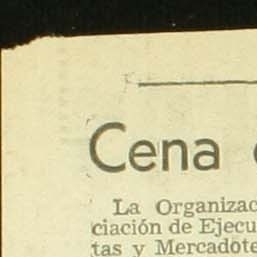 Cena
La Organizac
ciación de Ejecu
tas y Mercadote